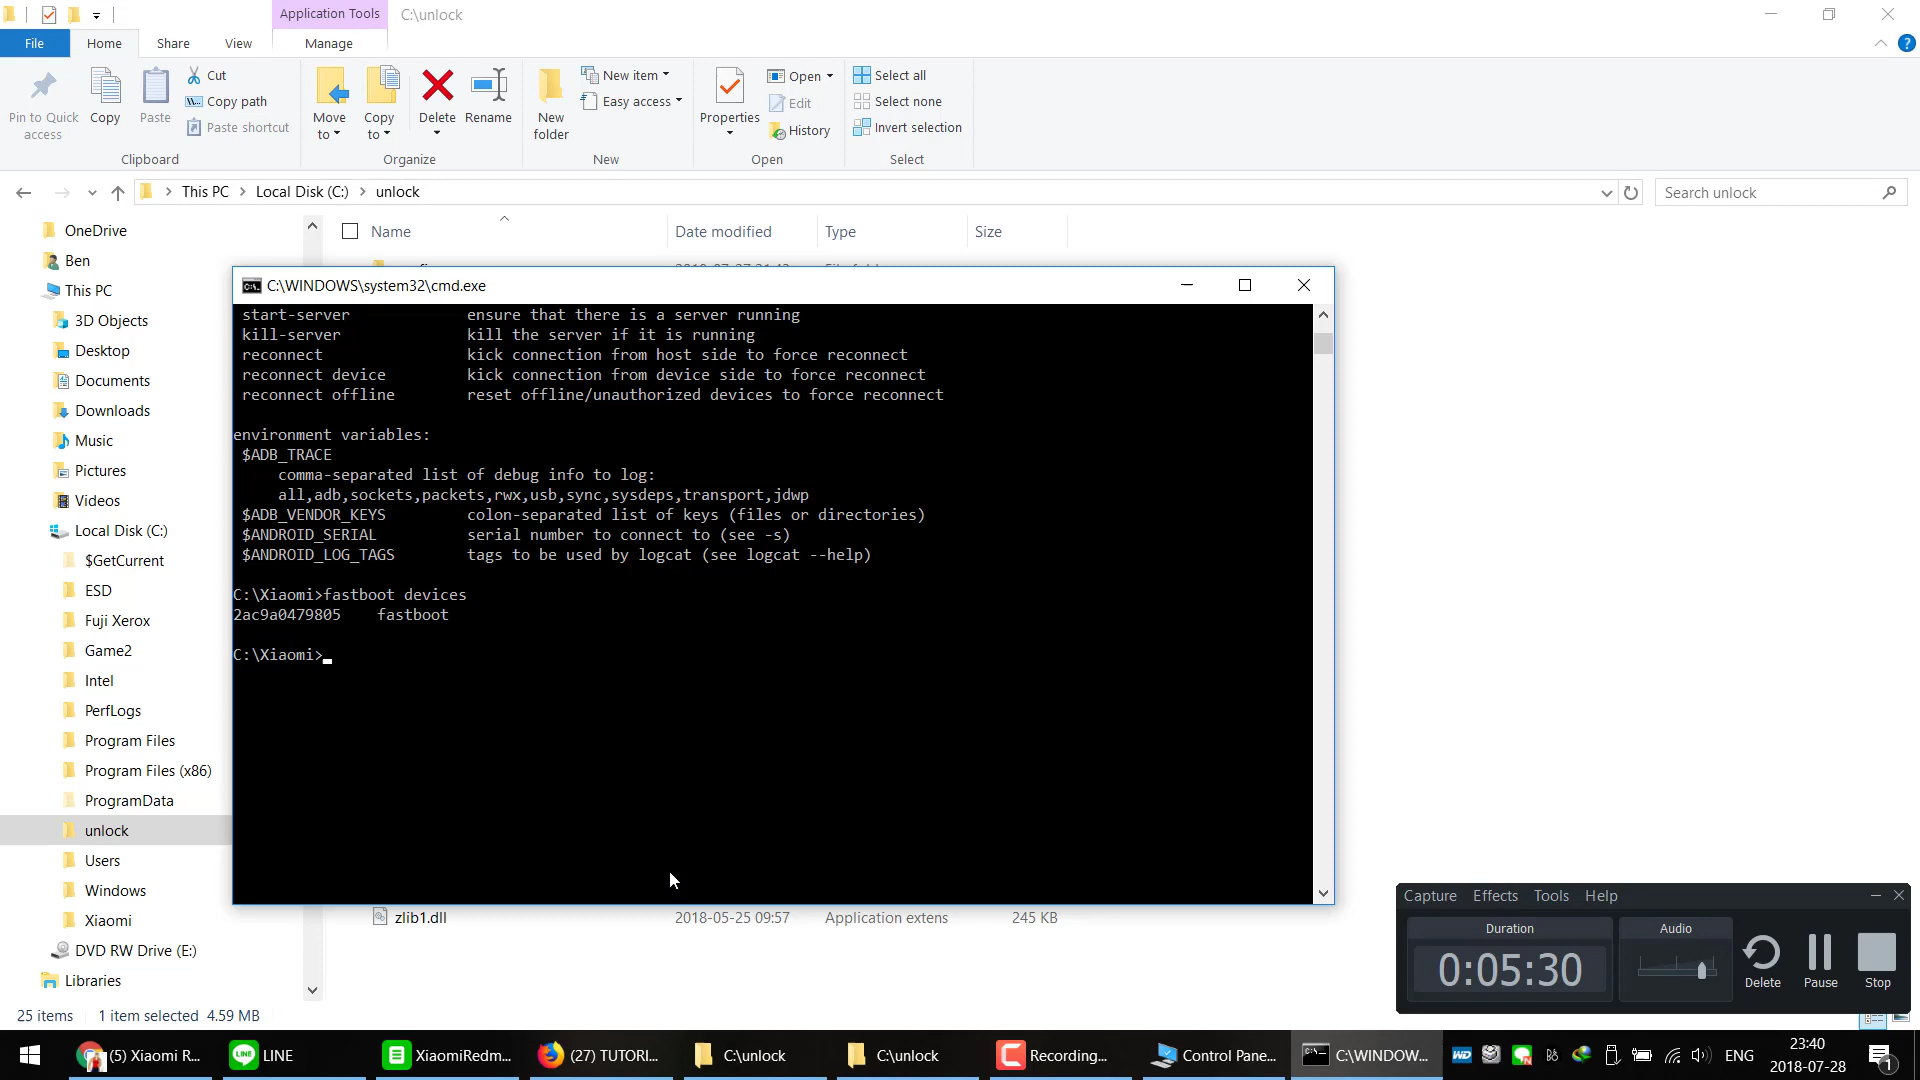 Application Tools
C:\unlock
File
Home
Share
View
Manage
Pin to Quick access
Copy
Paste
Cut
Copy path
Paste shortcut
Clipboard
Move to
Copy to
Delete
Rename
Organize
New folder
New item
Easy access
New
Properties
Open
Edit
History
Open
Select all
Select none
Invert selection
Select
This PC > Local Disk (C:) > unlock
Search unlock
Name
Date modified
Type
Size
OneDrive
Ben
This PC
3D Objects
Desktop
Documents
Downloads
Music
Pictures
Videos
Local Disk (C:)
$GetCurrent
ESD
Fuji Xerox
Game2
Intel
PerfLogs
Program Files
Program Files (x86)
ProgramData
unlock
Users
Windows
Xiaomi
DVD RW Drive (E:)
Libraries
C:\WINDOWS\system32\cmd.exe
start-server ensure that there is a server running
kill-server kill the server if it is running
reconnect kick connection from host side to force reconnect
reconnect device kick connection from device side to force reconnect
reconnect offline reset offline/unauthorized devices to force reconnect
environment variables:
$ADB_TRACE
comma-separated list of debug info to log:
all,adb,sockets,packets,rwx,usb,sync,sysdeps,transport,jdwp
$ADB_VENDOR_KEYS colon-separated list of keys (files or directories)
$ANDROID_SERIAL serial number to connect to (see -s)
$ANDROID_LOG_TAGS tags to be used by logcat (see logcat --help)
C:\Xiaomi>fastboot devices
2ac9a0479805 fastboot
C:\Xiaomi>_
zlib1.dll 2018-05-25 09:57 Application extens 245 KB
25 items 1 item selected 4.59 MB
Capture Effects Tools Help
Duration
0:05:30
Audio
Delete
Pause
Stop
(5) Xiaomi R...
LINE
XiaomiRedm...
(27) TUTORI...
C:\unlock
C:\unlock
Recording...
Control Pane...
C:\WINDOW...
WD
ENG
23:40
2018-07-28
1